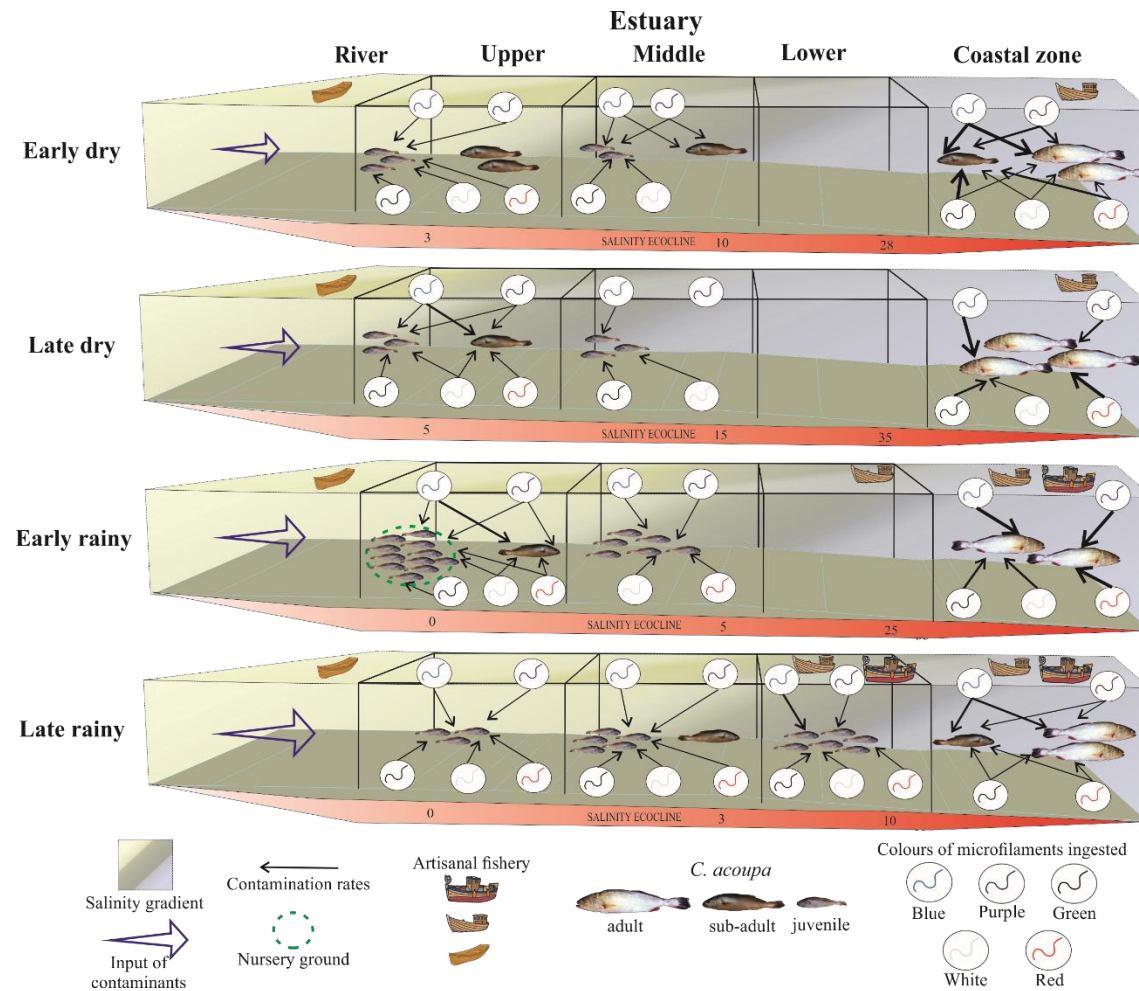 Estuary
River Upper Middle Lower Coastal zone
Early dry
3 SALINITY ECOCLINE 10 28
Late dry
5 SALINITY ECOCLINE 15 35
Early rainy
0 SALINITY ECOCLINE 5 25
Late rainy
0 SALINITY ECOCLINE 3 10
Salinity gradient
Input of
contaminants
Contamination rates
Nursery ground
Artisanal fishery
C. acoupa
adult sub-adult juvenile
Colours of microfilaments ingested
Blue Purple Green
White Red